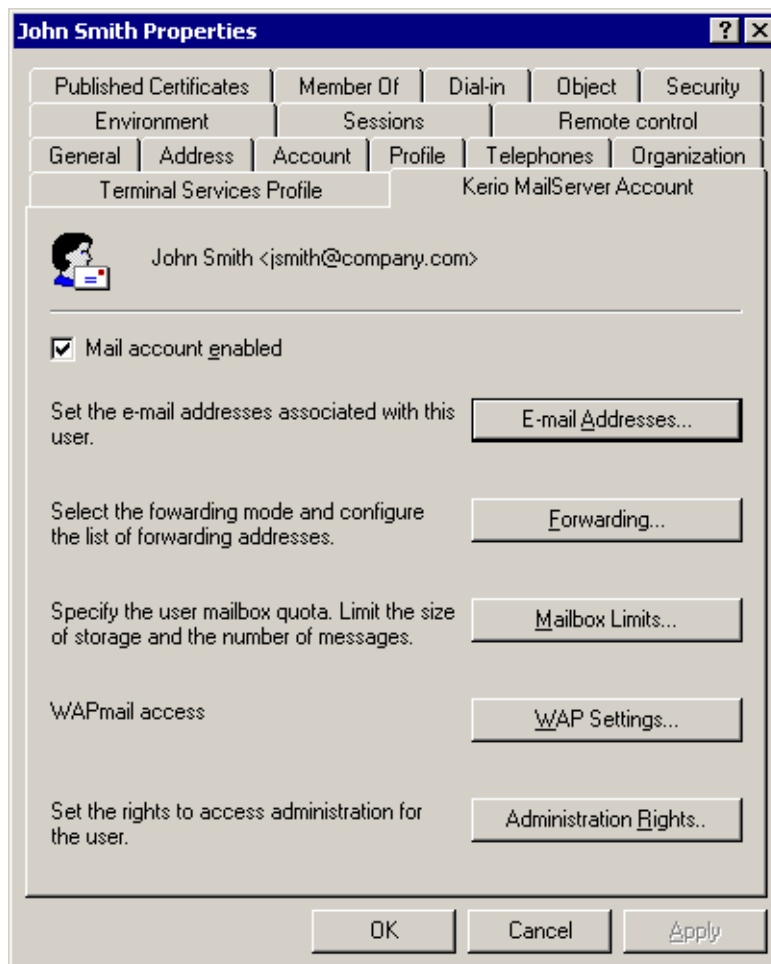 John Smith Properties
Published Certificates Member Of Dial-in Object Security
Environment Sessions Remote control
General Address Account Profile Telephones Organization
Terminal Services Profile Kerio MailServer Account
John Smith <jsmith@company.com>
Mail account enabled
Set the e-mail addresses associated with this
user.
E-mail Addresses...
Select the fowarding mode and configure
the list of forwarding addresses.
Forwarding...
Specify the user mailbox quota. Limit the size
of storage and the number of messages.
Mailbox Limits...
WAPmail access
WAP Settings...
Set the rights to access administration for
the user.
Administration Rights..
OK Cancel Apply